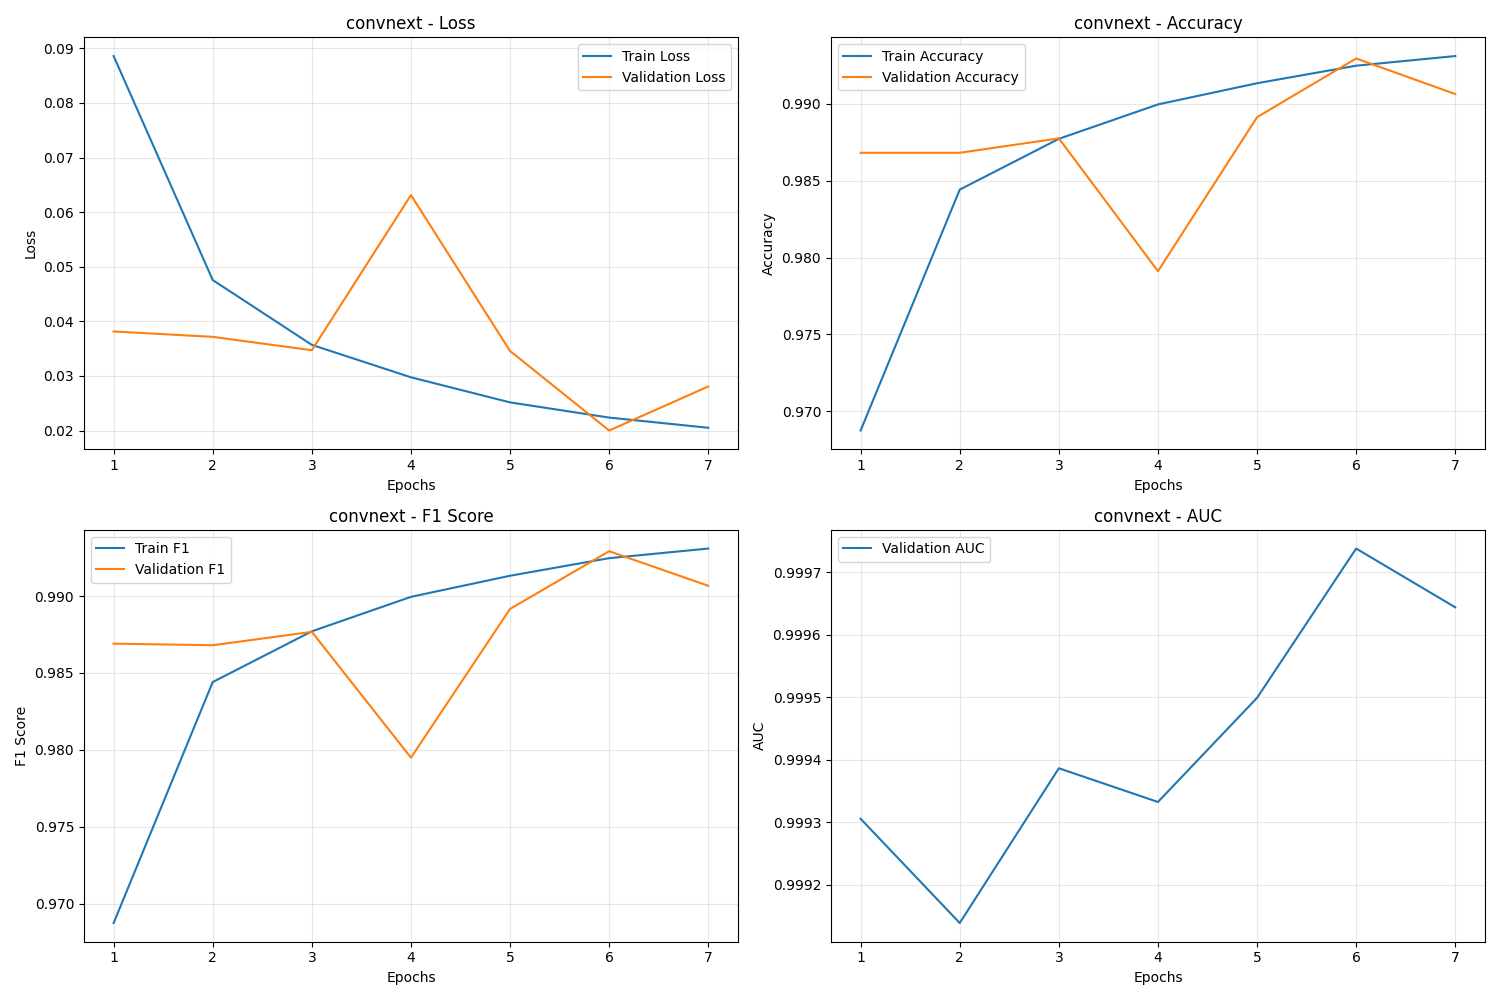 convnext - Loss
Train Loss
Validation Loss
0.09
0.08
0.07
0.06
0.05
0.04
0.03
0.02
Loss
1 2 3 4 5 6 7
Epochs
convnext - Accuracy
Train Accuracy
Validation Accuracy
0.990
0.985
0.980
0.975
0.970
Accuracy
1 2 3 4 5 6 7
Epochs
convnext - F1 Score
Train F1
Validation F1
0.990
0.985
0.980
0.975
0.970
F1 Score
1 2 3 4 5 6 7
Epochs
convnext - AUC
Validation AUC
0.9997
0.9996
0.9995
0.9994
0.9993
0.9992
AUC
1 2 3 4 5 6 7
Epochs